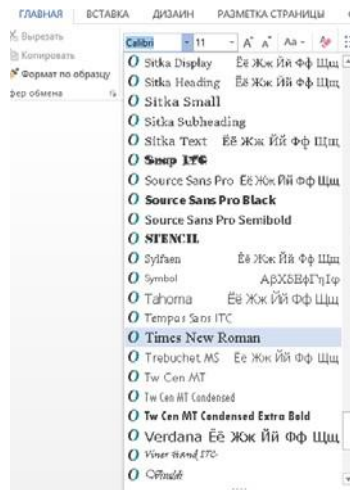 ГЛАВНАЯ ВСТАВКА ДИЗАЙН РАЗМЕТКА СТРАНИЦЫ
Вырезать
Копировать
Формат по образцу
фер обмена
Calibri 11 A A Aa
Sitka Display Ёё Жж Йй Фф Щщ
Sitka Heading Ёё Жж Йй Фф Щщ
Sitka Small
Sitka Subheading
Sitka Text Ёё Жж Йй Фф Щщ
Snap ITC
Source Sans Pro Ёё Жж Йй Фф Щщ
Source Sans Pro Black
Source Sans Pro Semibold
STENCIL
Sylfaen Ёё Жж Йй Фф Щщ
Symbol
Tahoma Ёё Жж Йй Фф Щщ
Tempus Sans ITC
Times New Roman
Trebuchet MS Ёё Жж Йй Фф Щщ
Tw Cen MT
Tw Cen MT Condensed
Tw Cen MT Condensed Extra Bold
Verdana Ёё Жж Йй Фф Щщ
Viner Hand ITC
Vivaldi